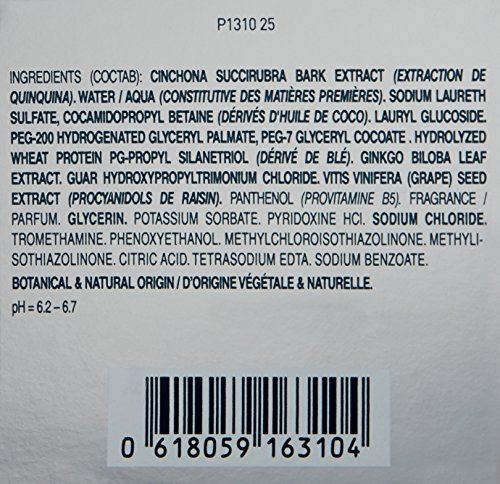 P1310 25
INGREDIENTS (COCTAB): CINCHONA SUCCIRUBRA BARK EXTRACT (EXTRACTION DE
QUINQUINA). WATER / AQUA (CONSTITUTIVE DES MATIÈRES PREMIÈRES). SODIUM LAURETH
SULFATE, COCAMIDOPROPYL BETAINE (DÉRIVÉS D'HUILE DE COCO). LAURYL GLUCOSIDE.
PEG-200 HYDROGENATED GLYCERYL PALMATE, PEG-7 GLYCERYL COCOATE . HYDROLYZED
WHEAT PROTEIN PG-PROPYL SILANETRIOL (DÉRIVÉ DE BLÉ). GINKGO BILOBA LEAF
EXTRACT. GUAR HYDROXYPROPYLTRIMONIUM CHLORIDE. VITIS VINIFERA (GRAPE) SEED
EXTRACT (PROCYANIDOLS DE RAISIN). PANTHENOL (PROVITAMINE B5). FRAGRANCE /
PARFUM. GLYCERIN. POTASSIUM SORBATE. PYRIDOXINE HCl. SODIUM CHLORIDE.
TROMETHAMINE. PHENOXYETHANOL. METHYLCHLOROISOTHIAZOLINONE. METHYLI-
SOTHIAZOLINONE. CITRIC ACID. TETRASODIUM EDTA. SODIUM BENZOATE.
BOTANICAL & NATURAL ORIGIN / D'ORIGINE VÉGÉTALE & NATURELLE.
pH = 6.2 – 6.7
0 618059 163104